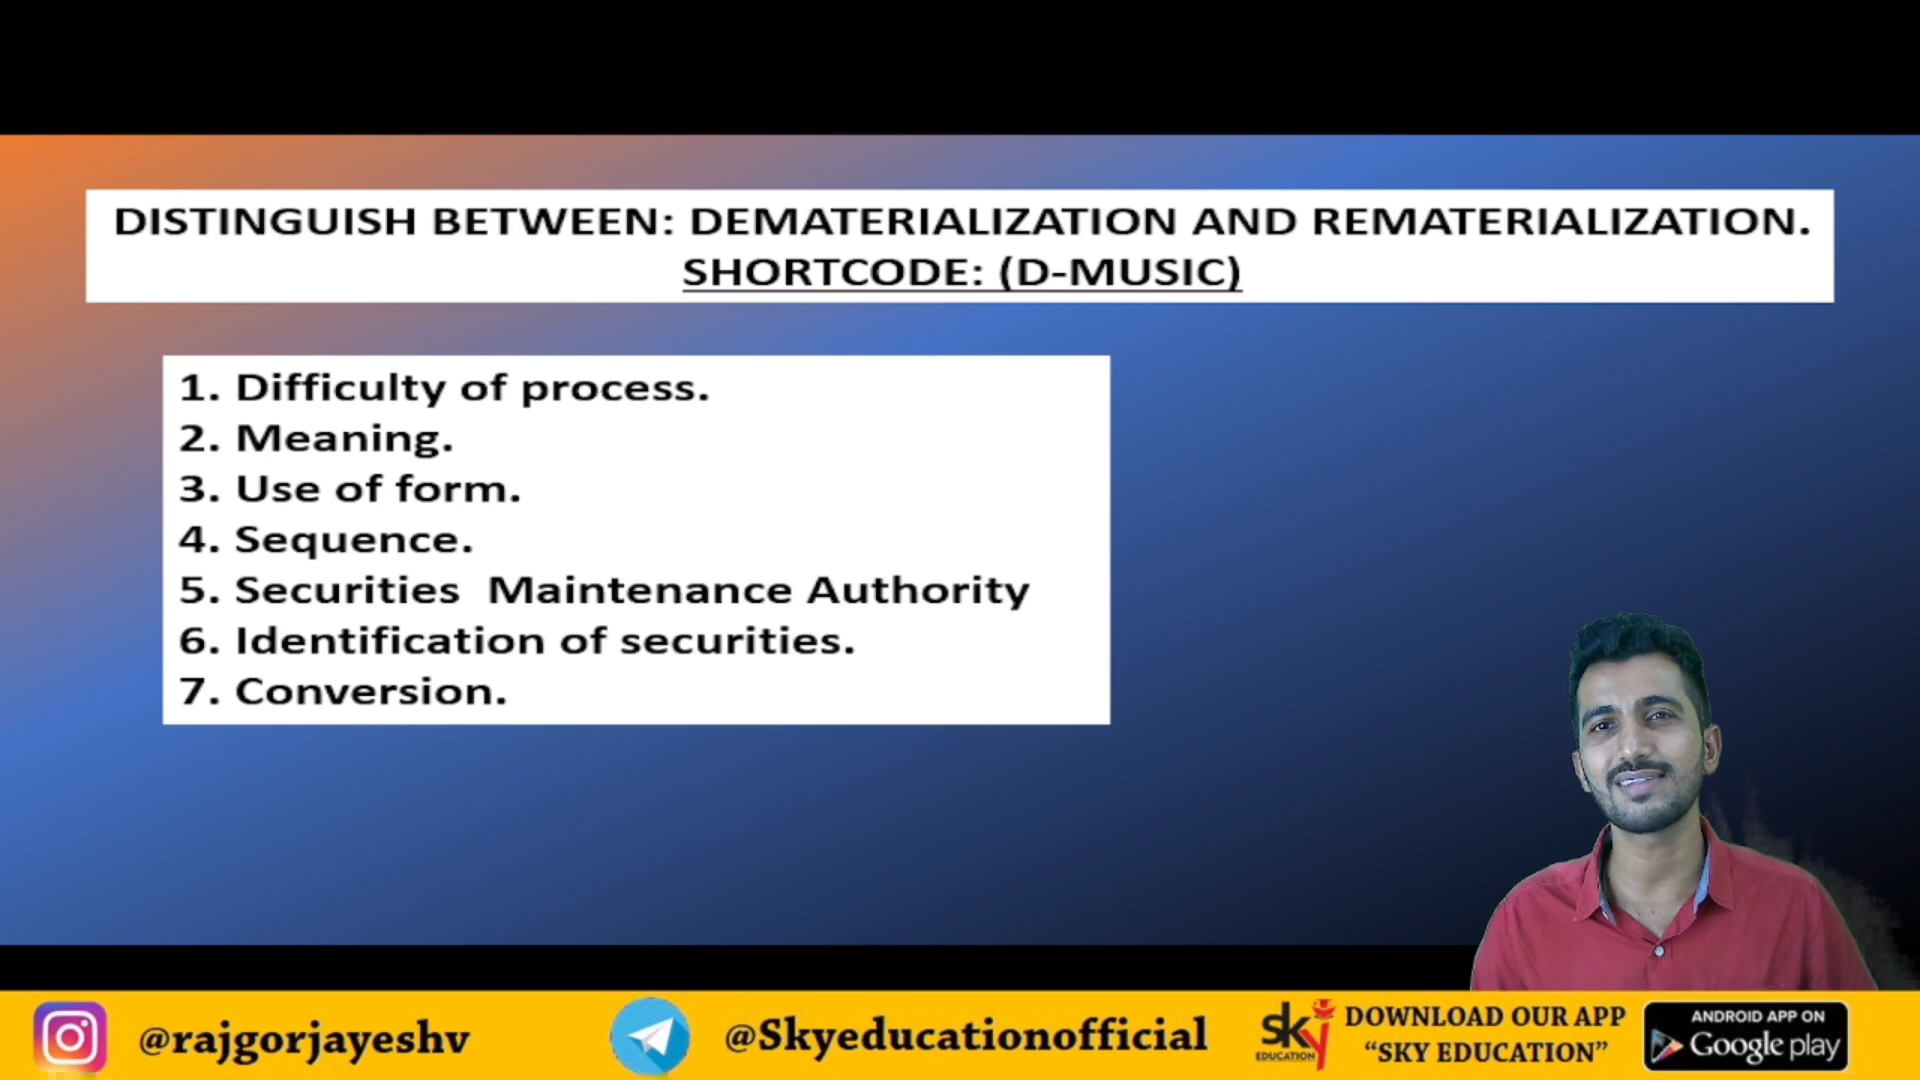 DISTINGUISH BETWEEN: DEMATERIALIZATION AND REMATERIALIZATION.
SHORTCODE: (D-MUSIC)
1. Difficulty of process.
2. Meaning.
3. Use of form.
4. Sequence.
5. Securities  Maintenance Authority
6. Identification of securities.
7. Conversion.
@rajgorjayeshv
@Skyeducationofficial
sky
EDUCATION
DOWNLOAD OUR APP
“SKY EDUCATION”
ANDROID APP ON
Google play